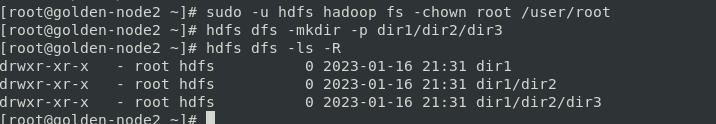 [root@golden-node2 ~]# sudo -u hdfs hadoop fs -chown root /user/root
[root@golden-node2 ~]# hdfs dfs -mkdir -p dir1/dir2/dir3
[root@golden-node2 ~]# hdfs dfs -ls -R
drwxr-xr-x   - root hdfs          0 2023-01-16 21:31 dir1
drwxr-xr-x   - root hdfs          0 2023-01-16 21:31 dir1/dir2
drwxr-xr-x   - root hdfs          0 2023-01-16 21:31 dir1/dir2/dir3
[root@golden-node2 ~]#